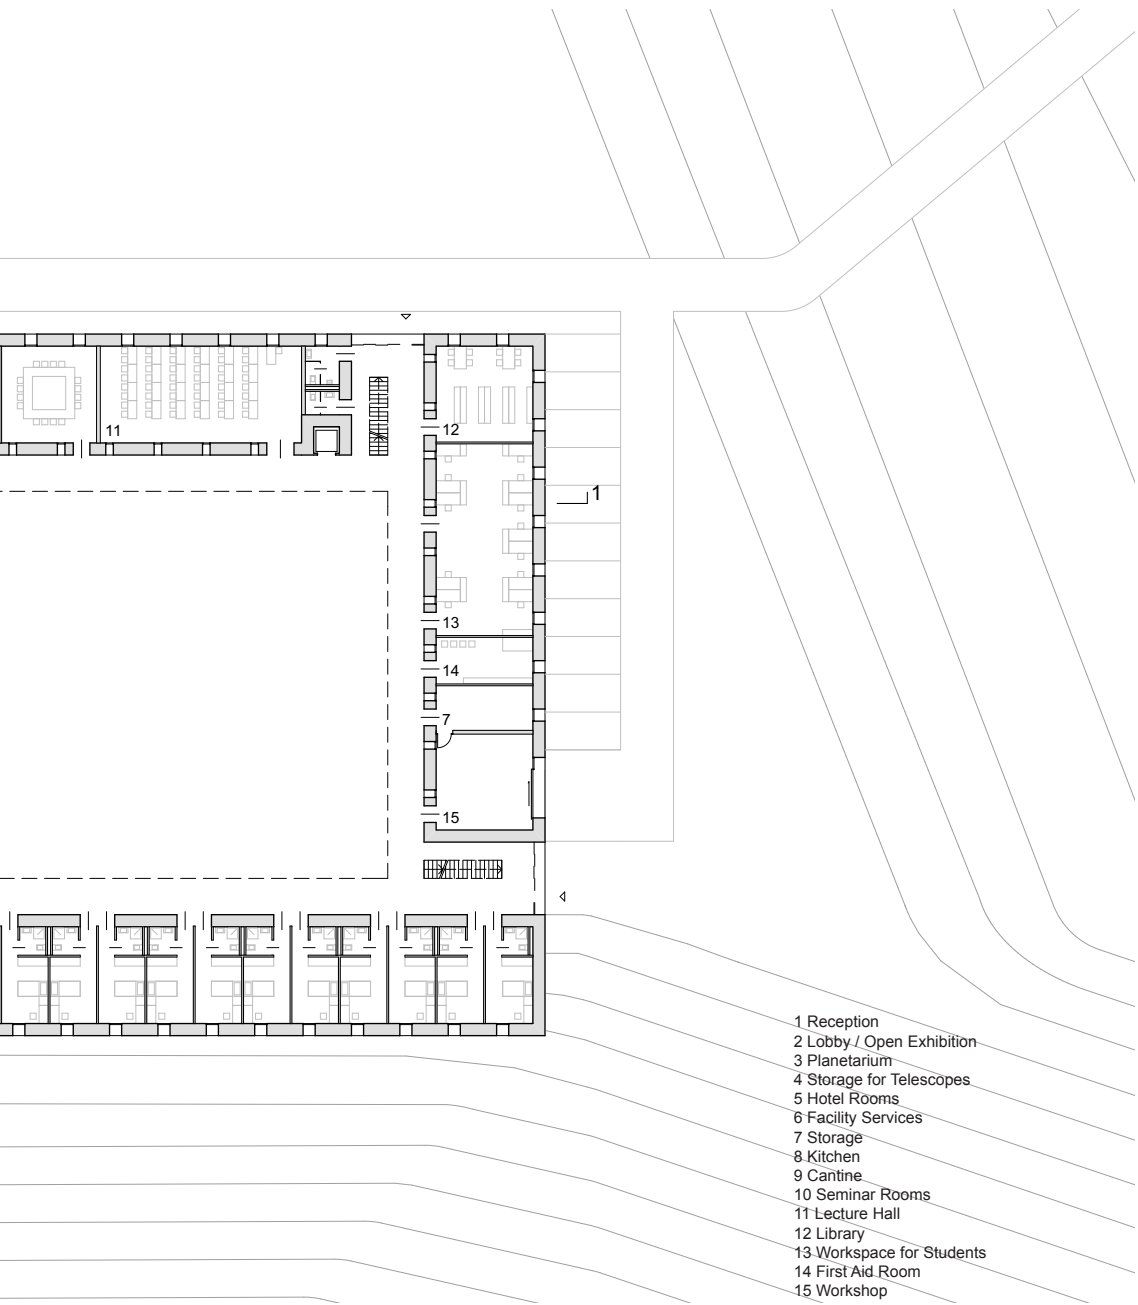 11
12
1
13
14
7
15
1 Reception
2 Lobby / Open Exhibition
3 Planetarium
4 Storage for Telescopes
5 Hotel Rooms
6 Facility Services
7 Storage
8 Kitchen
9 Cantine
10 Seminar Rooms
11 Lecture Hall
12 Library
13 Workspace for Students
14 First Aid Room
15 Workshop